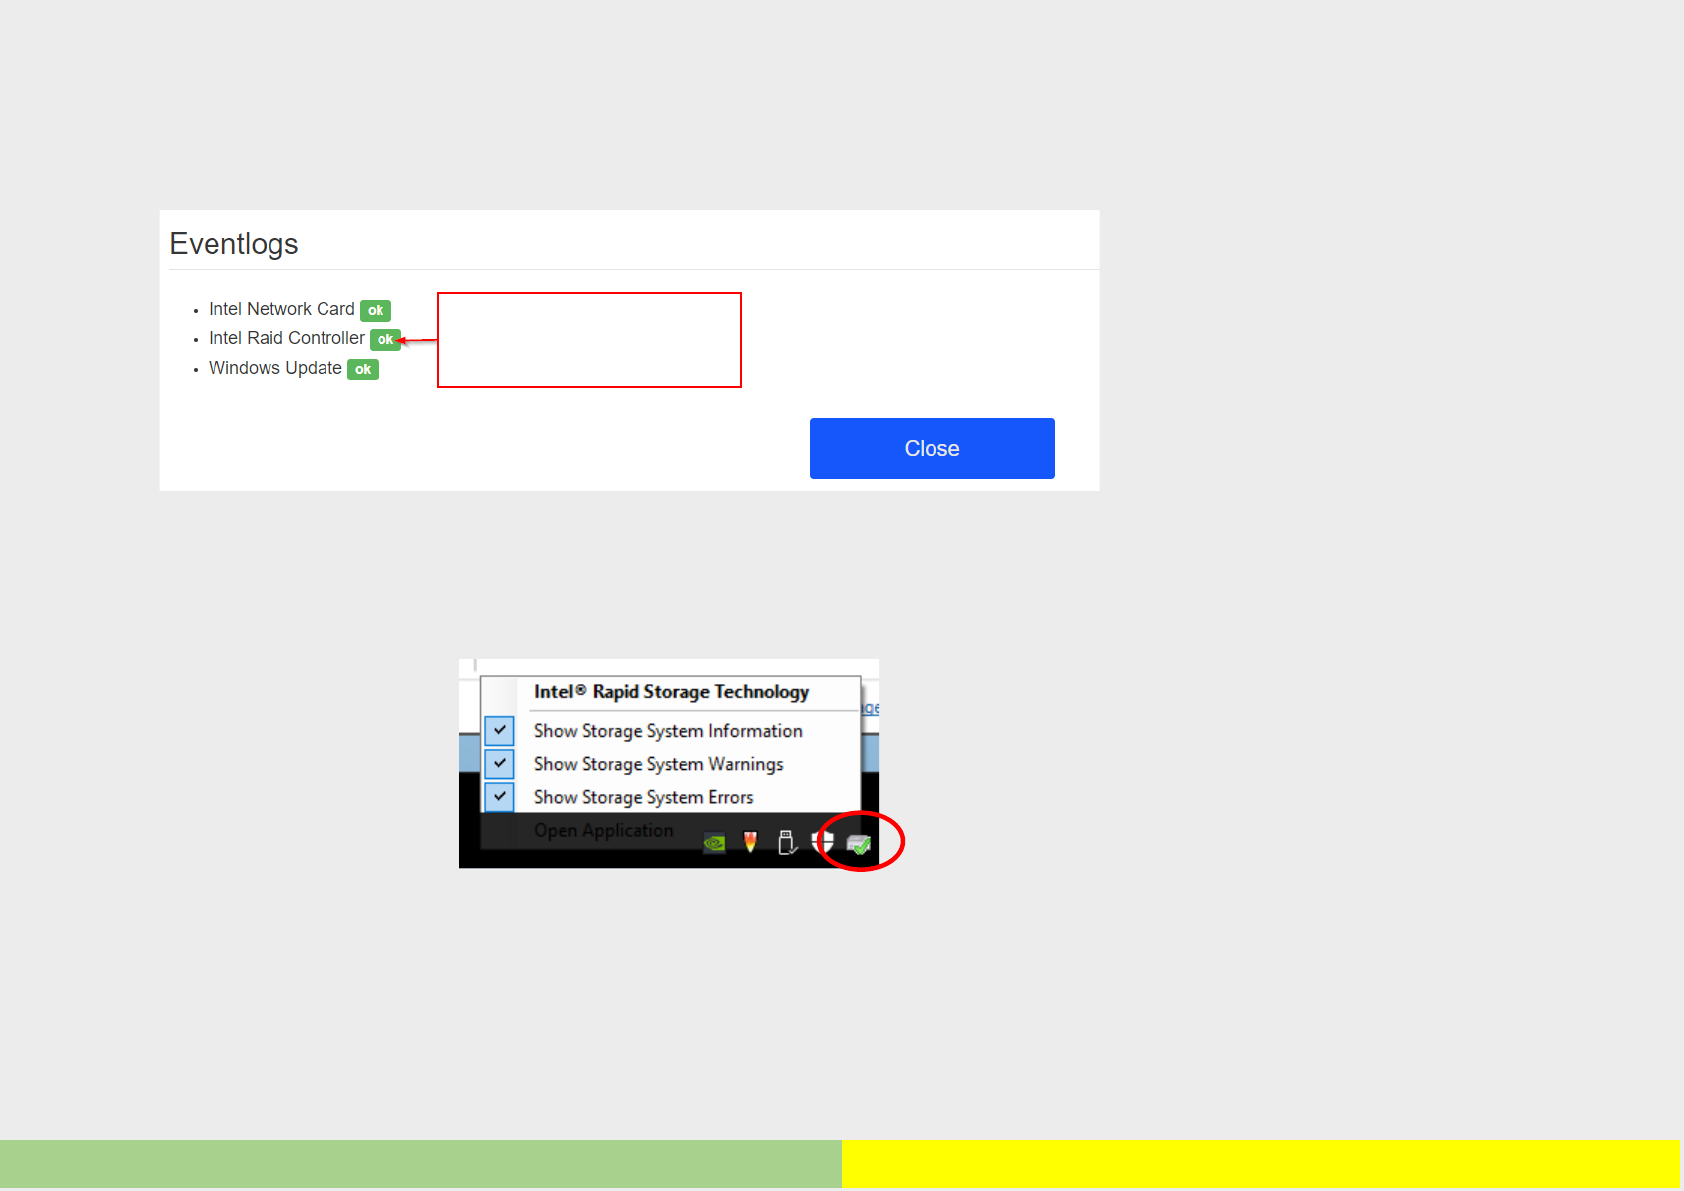 Eventlogs
Intel Network Card ok
Intel Raid Controller ok
Windows Update ok
Close
Intel® Rapid Storage Technology
age
Show Storage System Information
Show Storage System Warnings
Show Storage System Errors
Open Application